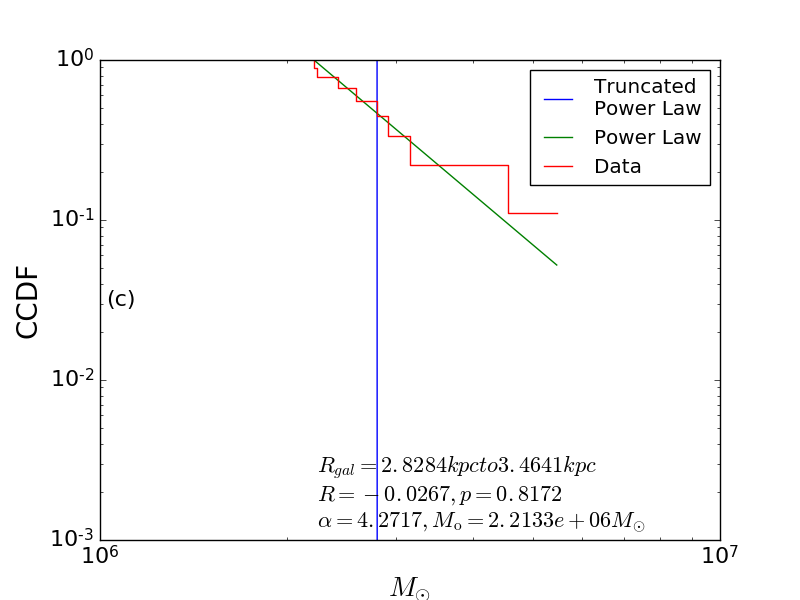 10^0
Truncated
Power Law
Power Law
Data
10^-1
CCDF
(c)
10^-2
R_gal = 2.8284kpcto3.4641kpc
R = −0.0267, p = 0.8172
α = 4.2717, M_o = 2.2133e + 06M_⊙
10^-3
10^6
10^7
M_⊙